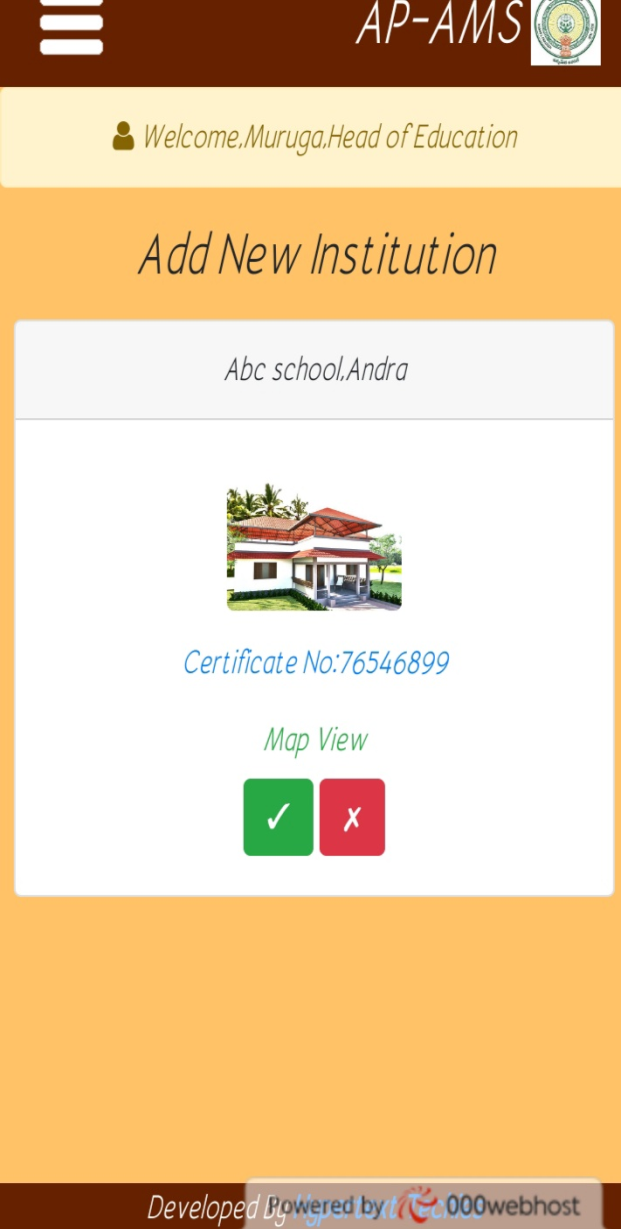 AP-AMS
Welcome,Muruga,Head of Education
Add New Institution
Abc school,Andra
Certificate No:76546899
Map View
✓ ✗
Developed By
Powered by 000webhost